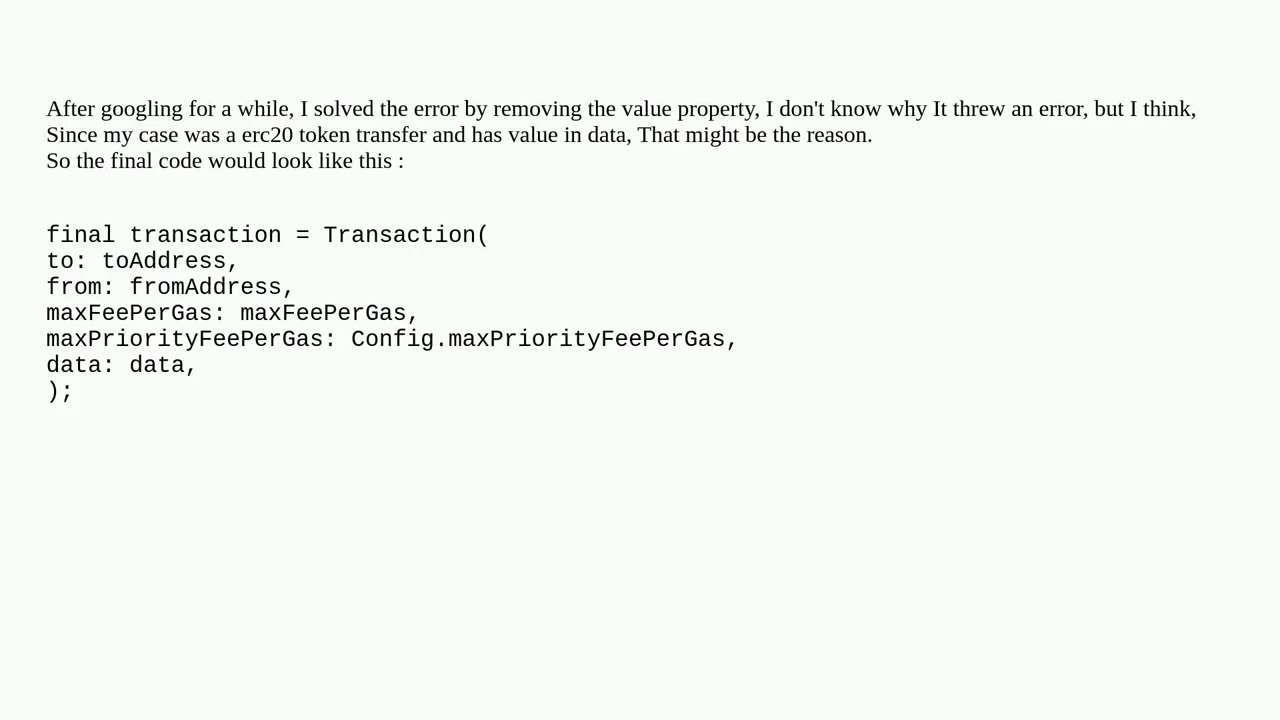 After googling for a while, I solved the error by removing the value property, I don't know why It threw an error, but I think,
Since my case was a erc20 token transfer and has value in data, That might be the reason.
So the final code would look like this :
final transaction = Transaction(
to: toAddress,
from: fromAddress,
maxFeePerGas: maxFeePerGas,
maxPriorityFeePerGas: Config.maxPriorityFeePerGas,
data: data,
);